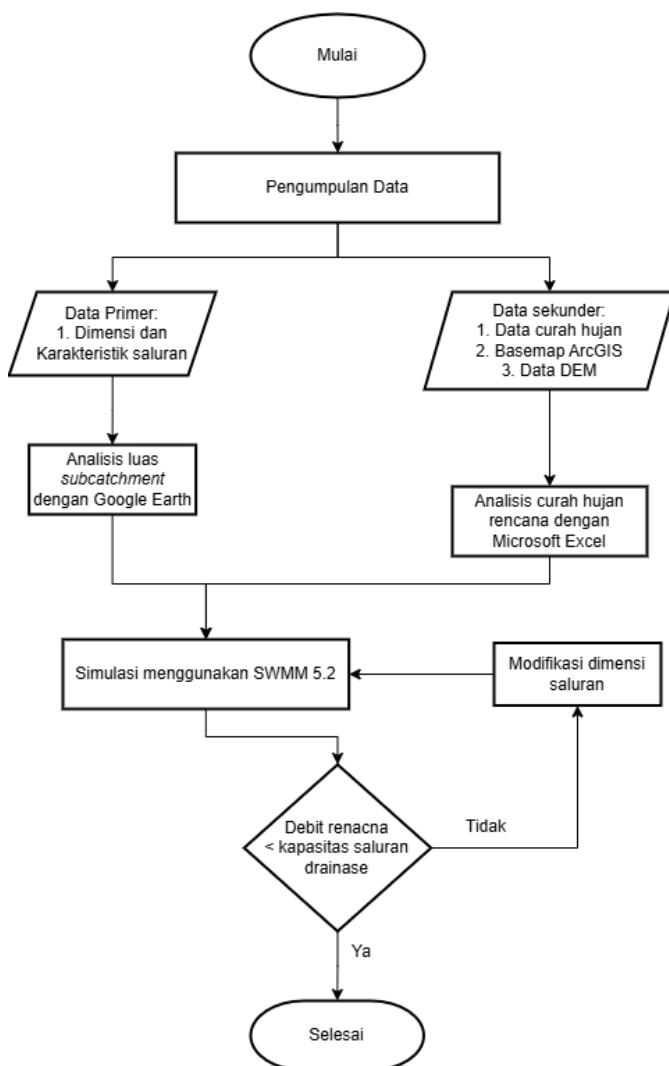 Mulai
Pengumpulan Data
Data Primer:
1. Dimensi dan
Karakteristik saluran
Data sekunder:
1. Data curah hujan
2. Basemap ArcGIS
3. Data DEM
Analisis luas
subcatchment
dengan Google Earth
Analisis curah hujan
rencana dengan
Microsoft Excel
Simulasi menggunakan SWMM 5.2
Modifikasi dimensi
saluran
Debit renacna
< kapasitas saluran
drainase
Tidak
Ya
Selesai